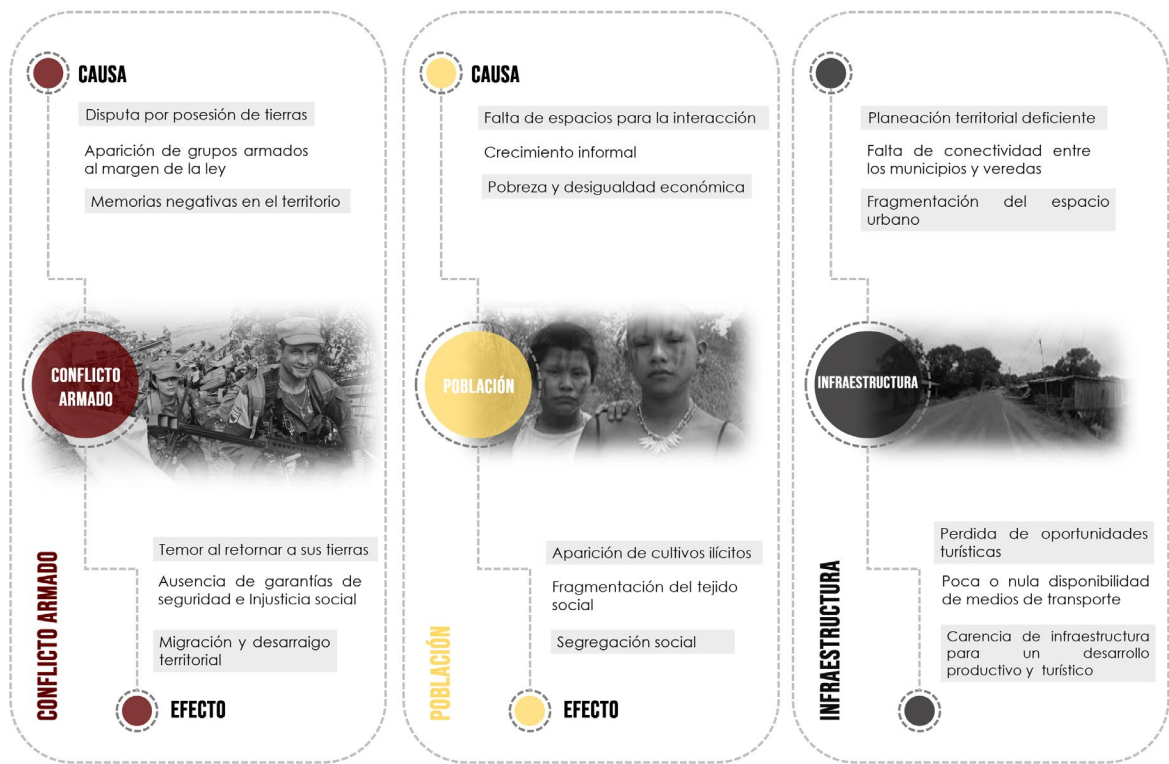 CAUSA
Disputa por posesión de tierras
Aparición de grupos armados
al margen de la ley
Memorias negativas en el territorio
CONFLICTO
ARMADO
Temor al retornar a sus tierras
Ausencia de garantías de
seguridad e Injusticia social
Migración y desarraigo
territorial
EFECTO
CONFLICTO ARMADO
CAUSA
Falta de espacios para la interacción
Crecimiento informal
Pobreza y desigualdad económica
POBLACIÓN
Aparición de cultivos ilícitos
Fragmentación del tejido
social
Segregación social
EFECTO
POBLACIÓN
Planeación territorial deficiente
Falta de conectividad entre
los municipios y veredas
Fragmentación del espacio
urbano
INFRAESTRUCTURA
Perdida de oportunidades
turísticas
Poca o nula disponibilidad
de medios de transporte
Carencia de infraestructura
para un desarrollo
productivo y turístico
INFRAESTRUCTURA